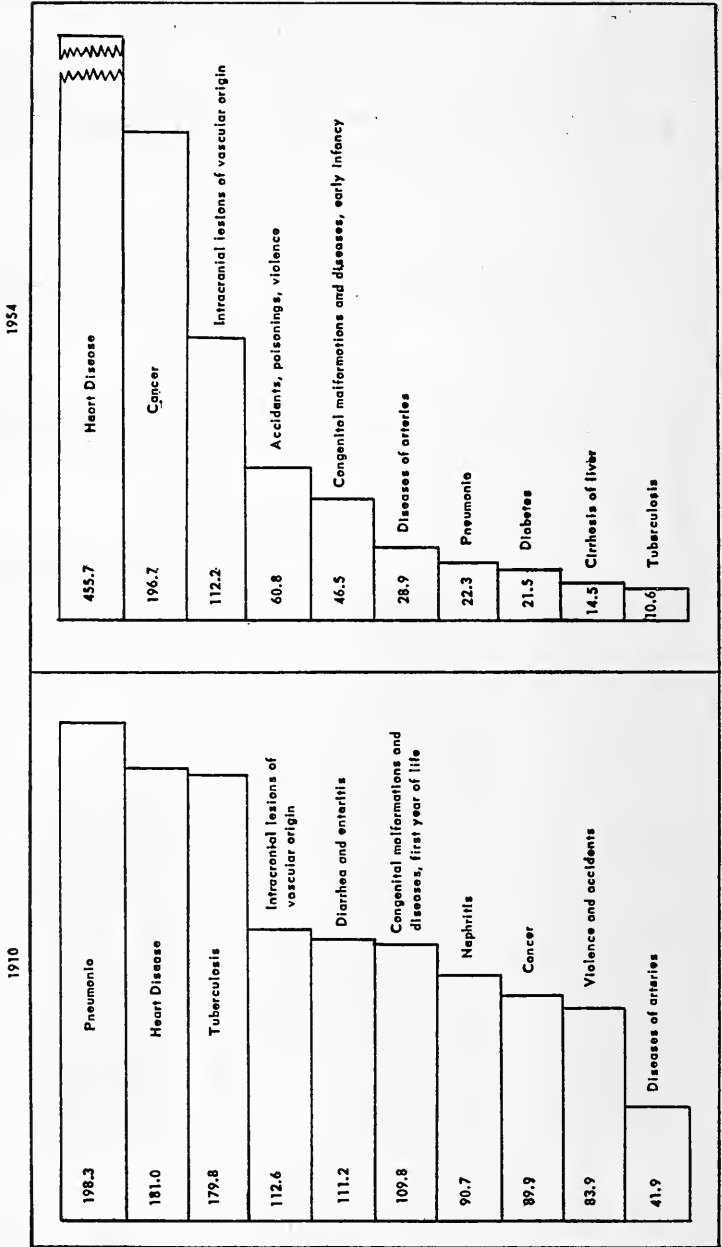 1910
198.3 Pneumonia
181.0 Heart Disease
179.8 Tuberculosis
112.6 Intracranial lesions of
vascular origin
111.2 Diarrhea and enteritis
109.8 Congenital malformations and
diseases, first year of life
90.7 Nephritis
89.9 Cancer
83.9 Violence and accidents
41.9 Diseases of arteries
1954
455.7 Heart Disease
196.7 Cancer
112.2 Intracranial lesions of vascular origin
60.8 Accidents, poisonings, violence
46.5 Congenital malformations and diseases, early infancy
28.9 Diseases of arteries
22.3 Pneumonia
21.5 Diabetes
14.5 Cirrhosis of liver
10.6 Tuberculosis